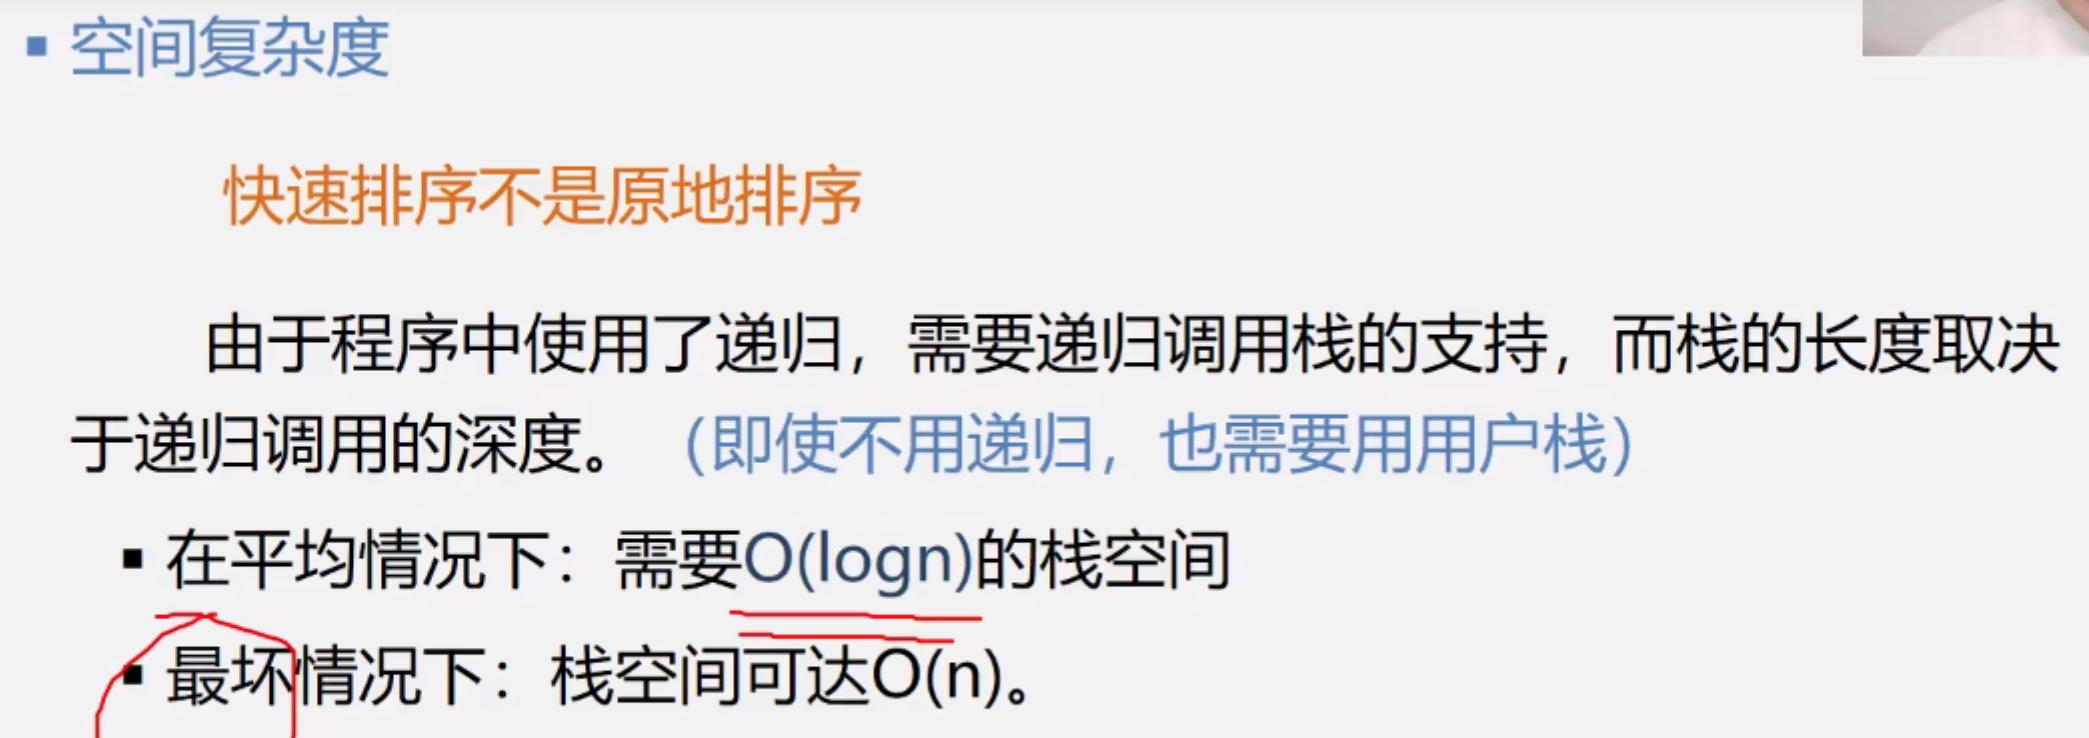 ▪ 空间复杂度
快速排序不是原地排序
由于程序中使用了递归，需要递归调用栈的支持，而栈的长度取决
于递归调用的深度。（即使不用递归，也需要用用户栈）
▪ 在平均情况下：需要O(logn)的栈空间
▪ 最坏情况下：栈空间可达O(n)。